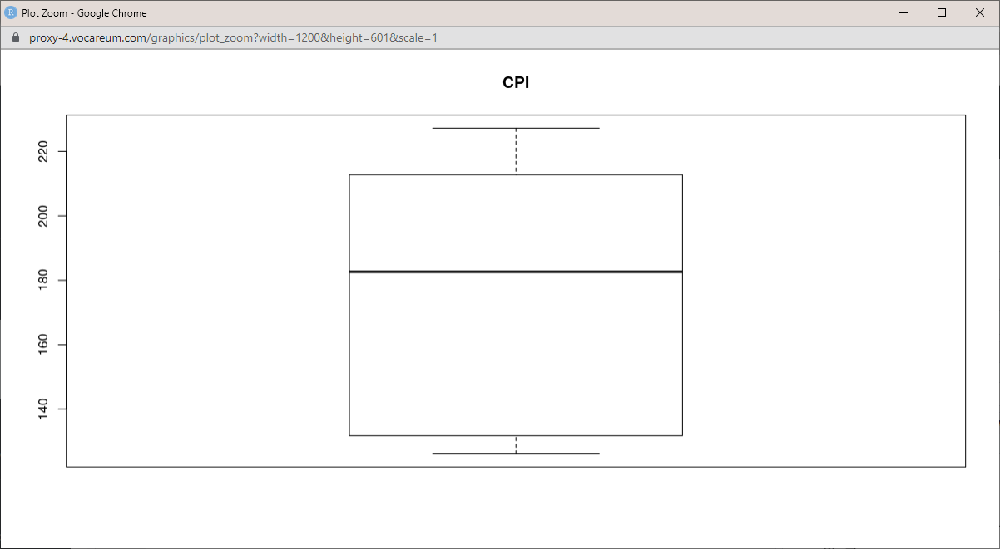 R Plot Zoom - Google Chrome
proxy-4.vocareum.com/graphics/plot_zoom?width=1200&height=601&scale=1
CPI
220
200
180
160
140